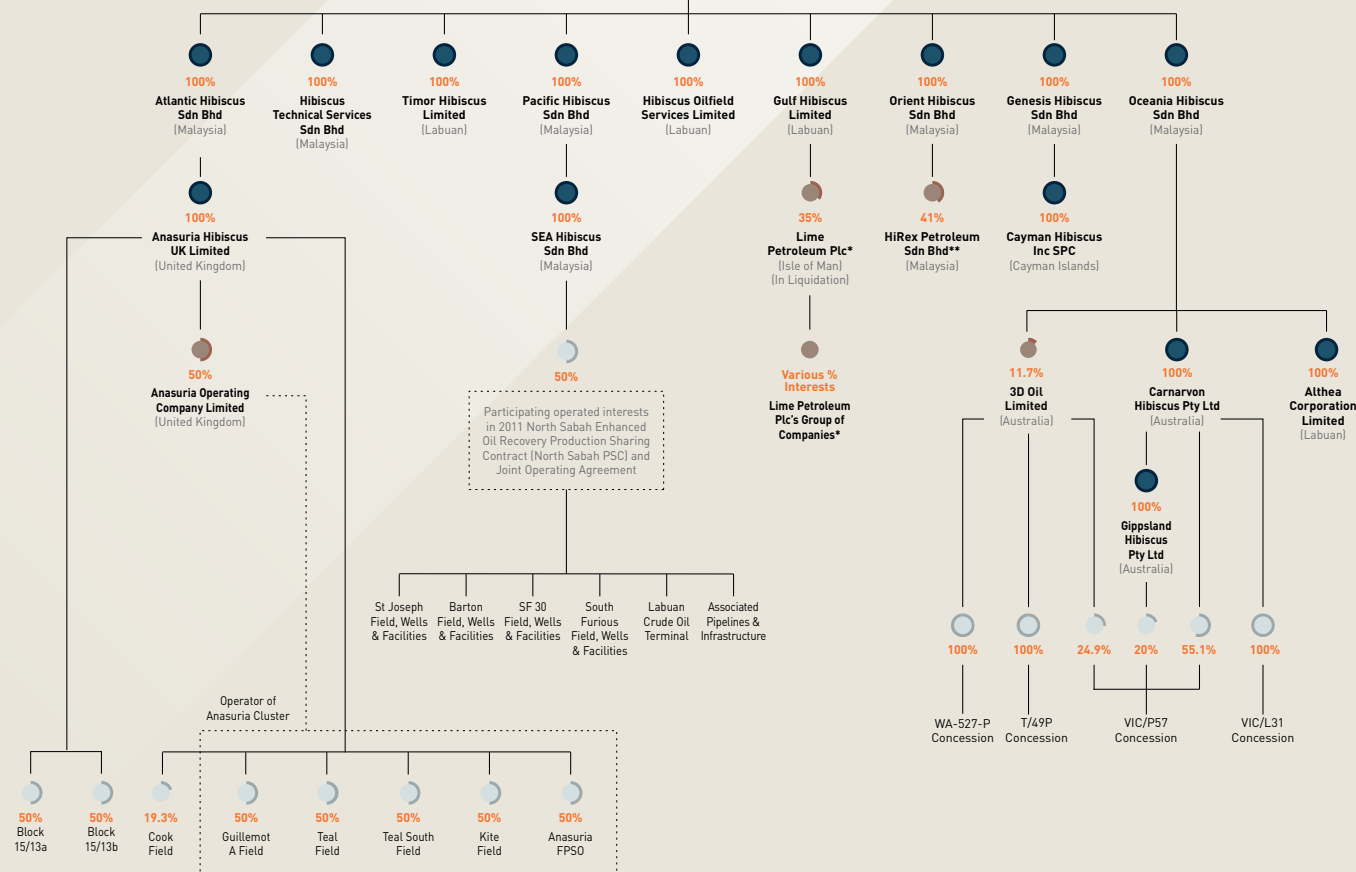 100%
Atlantic Hibiscus
Sdn Bhd
(Malaysia)
100%
Hibiscus
Technical Services
Sdn Bhd
(Malaysia)
100%
Timor Hibiscus
Limited
(Labuan)
100%
Pacific Hibiscus
Sdn Bhd
(Malaysia)
100%
Hibiscus Oilfield
Services Limited
(Labuan)
100%
Gulf Hibiscus
Limited
(Labuan)
100%
Orient Hibiscus
Sdn Bhd
(Malaysia)
100%
Genesis Hibiscus
Sdn Bhd
(Malaysia)
100%
Oceania Hibiscus
Sdn Bhd
(Malaysia)
100%
Anasuria Hibiscus
UK Limited
(United Kingdom)
100%
SEA Hibiscus
Sdn Bhd
(Malaysia)
35%
Lime
Petroleum Plc*
(Isle of Man)
(In Liquidation)
41%
HiRex Petroleum
Sdn Bhd**
(Malaysia)
100%
Cayman Hibiscus
Inc SPC
(Cayman Islands)
50%
Anasuria Operating
Company Limited
(United Kingdom)
50%
Participating operated interests
in 2011 North Sabah Enhanced
Oil Recovery Production Sharing
Contract (North Sabah PSC) and
Joint Operating Agreement
Various %
Interests
Lime Petroleum
Plc's Group of
Companies*
11.7%
3D Oil
Limited
(Australia)
100%
Carnarvon
Hibiscus Pty Ltd
(Australia)
100%
Althea
Corporation
Limited
(Labuan)
100%
Gippsland
Hibiscus
Pty Ltd
(Australia)
St Joseph
Field, Wells
& Facilities
Barton
Field, Wells
& Facilities
SF 30
Field, Wells
& Facilities
South
Furious
Field, Wells
& Facilities
Labuan
Crude Oil
Terminal
Associated
Pipelines &
Infrastructure
100%
100%
24.9%
20%
55.1%
100%
WA-527-P
Concession
T/49P
Concession
VIC/P57
Concession
VIC/L31
Concession
Operator of
Anasuria Cluster
50%
Block
15/13a
50%
Block
15/13b
19.3%
Cook
Field
50%
Guillemot
A Field
50%
Teal
Field
50%
Teal South
Field
50%
Kite
Field
50%
Anasuria
FPSO